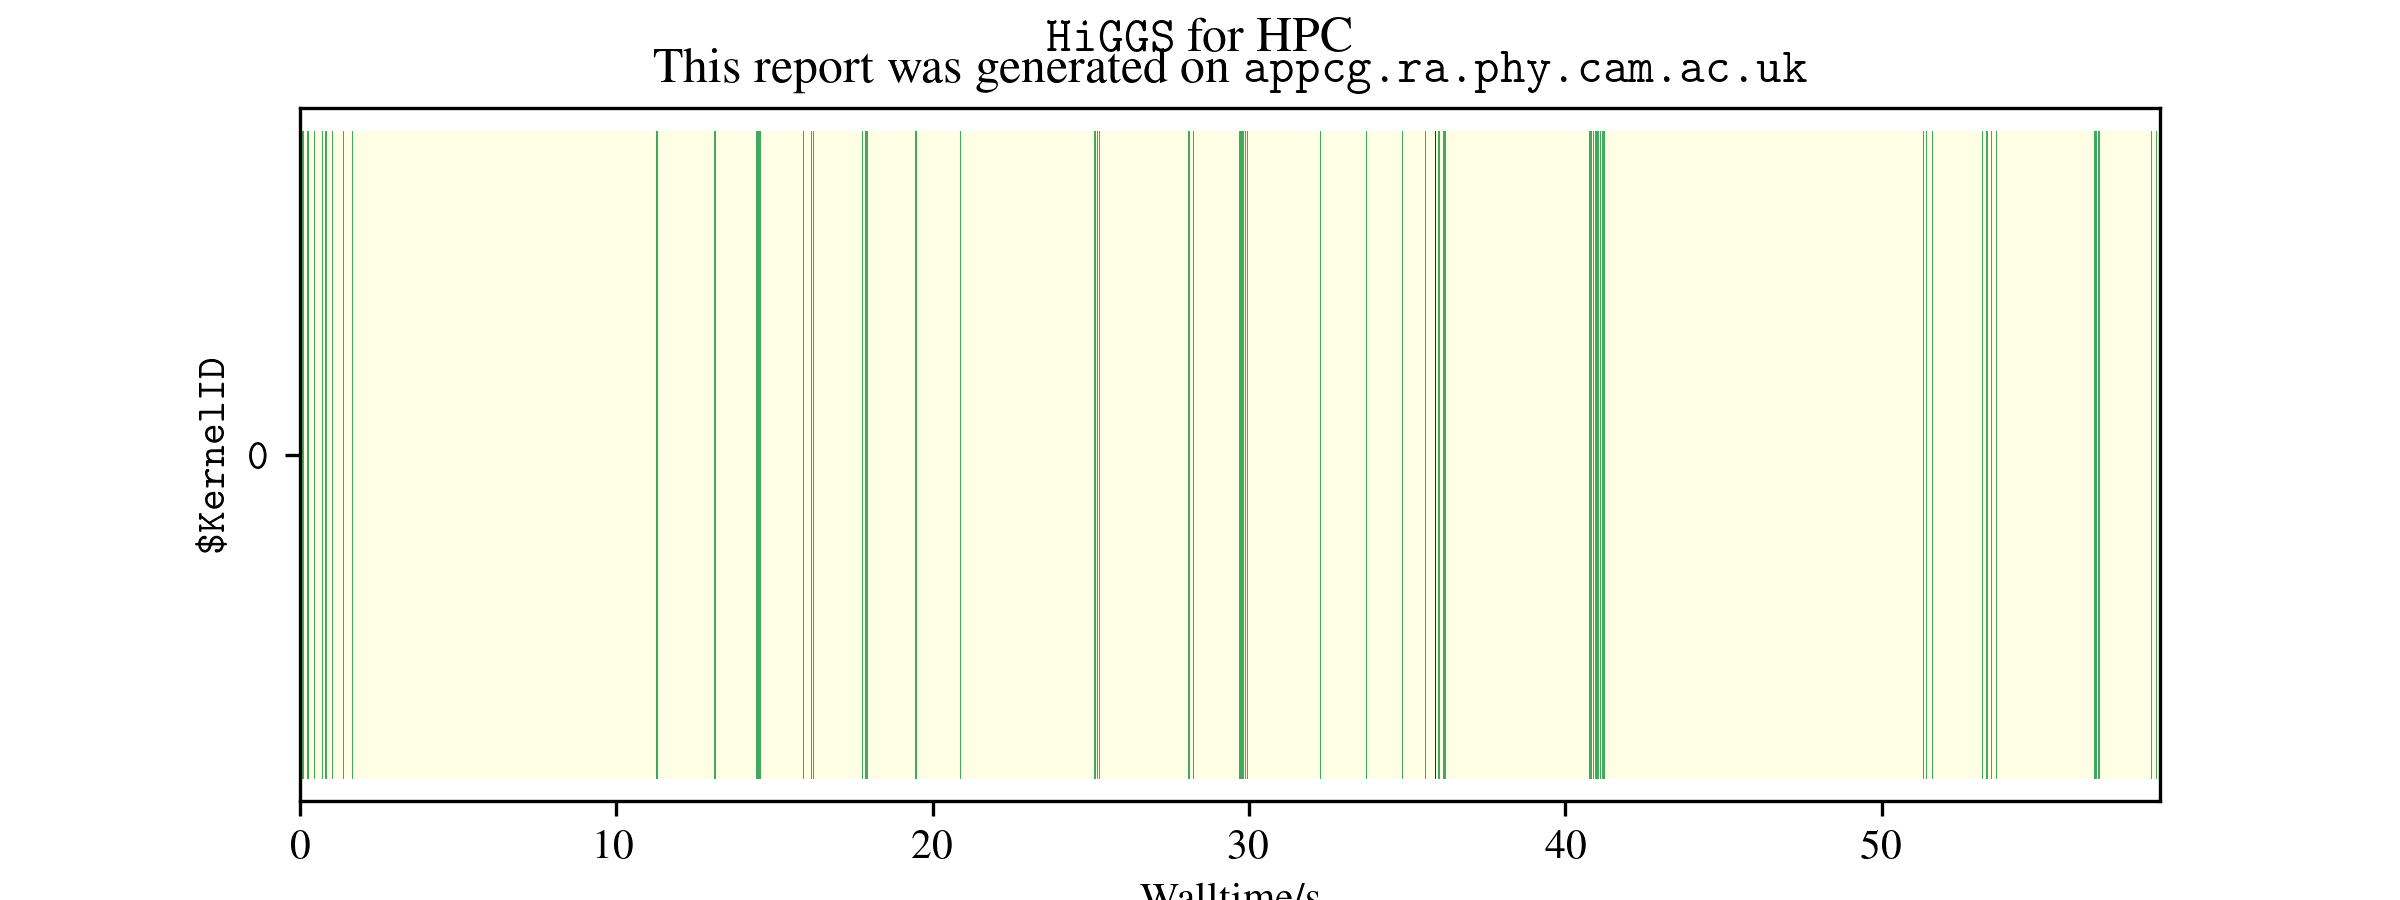 HiGGS for HPC
This report was generated on appcg.ra.phy.cam.ac.uk
$KernelID
0
0 10 20 30 40 50
Walltime/s